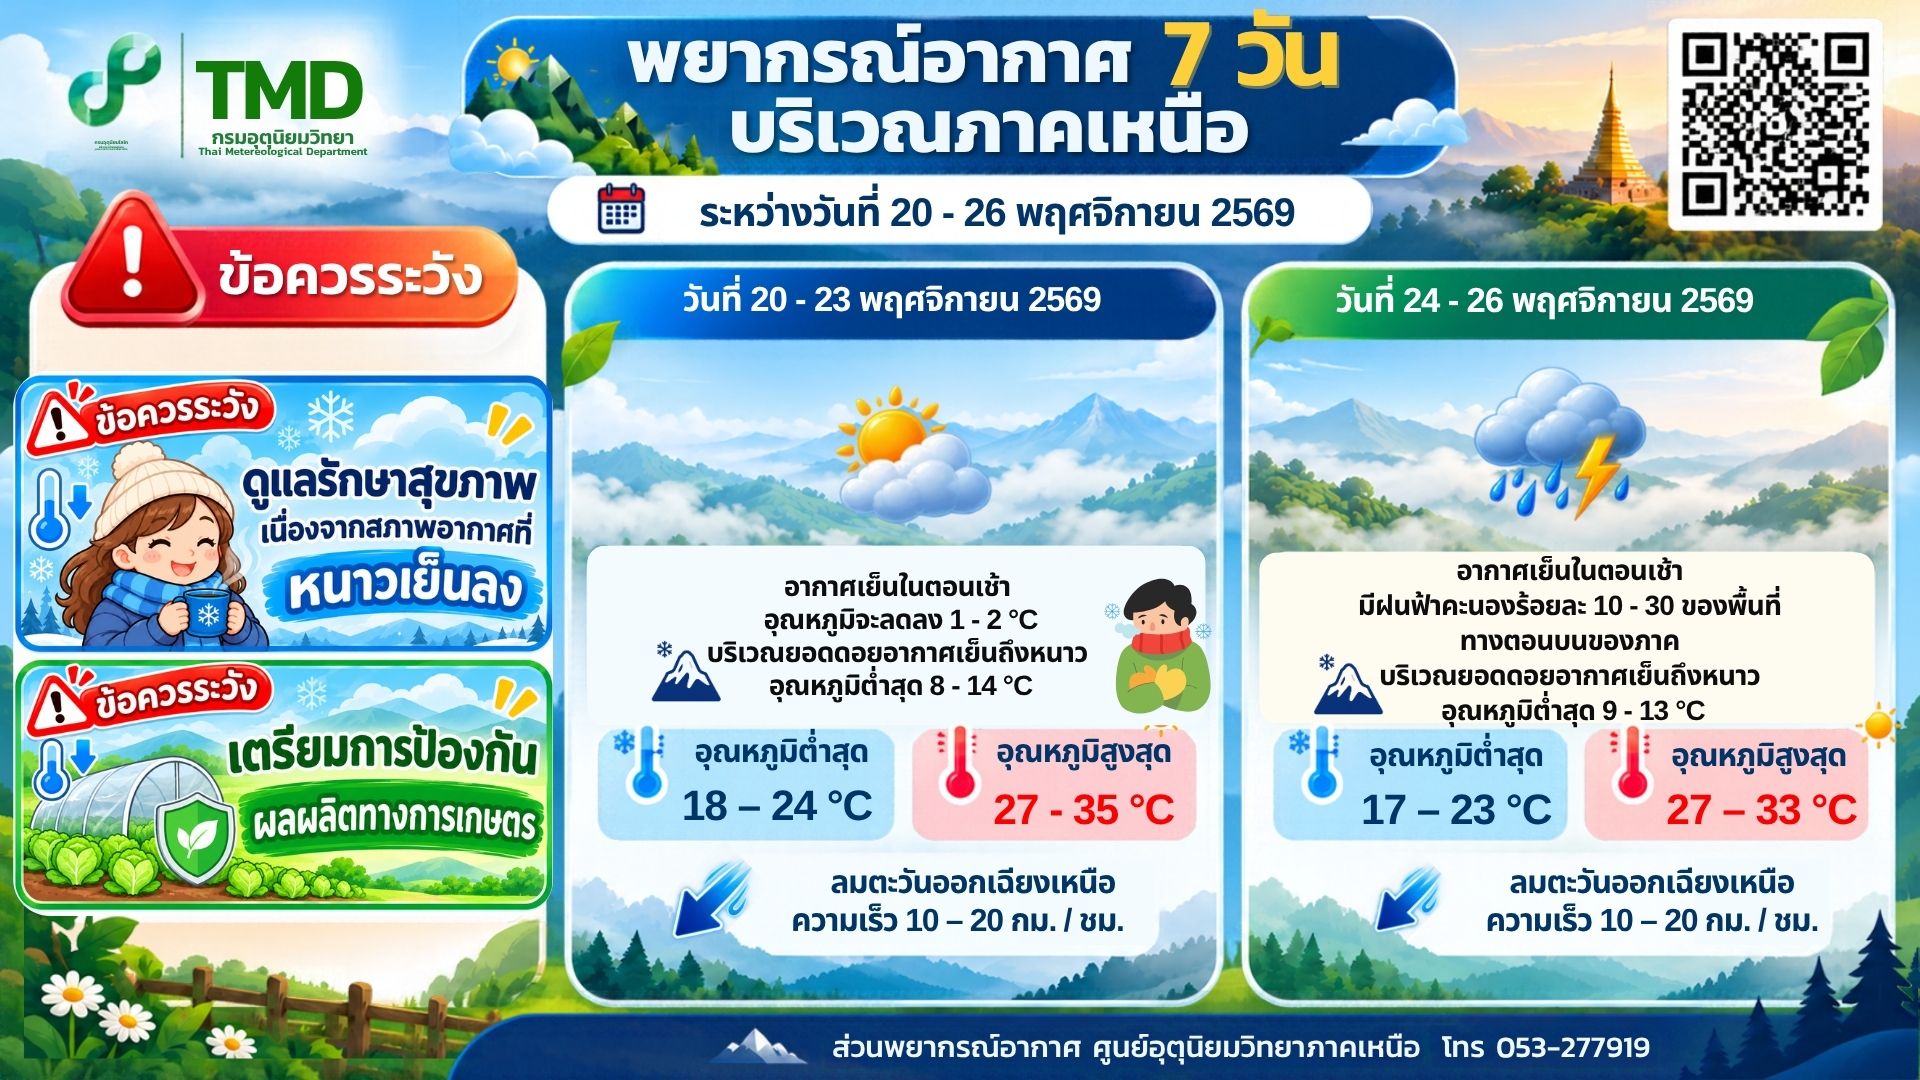 TMD
กรมอุตุนิยมวิทยา
Thai Metereological Department
พยากรณ์อากาศ 7 วัน
บริเวณภาคเหนือ
ระหว่างวันที่ 20 - 26 พฤศจิกายน 2569
ข้อควรระวัง
ข้อควรระวัง
ดูแลรักษาสุขภาพ
เนื่องจากสภาพอากาศที่
หนาวเย็นลง
ข้อควรระวัง
เตรียมการป้องกัน
ผลผลิตทางการเกษตร
วันที่ 20 - 23 พฤศจิกายน 2569
อากาศเย็นในตอนเช้า
อุณหภูมิจะลดลง 1 - 2 °C
บริเวณยอดดอยอากาศเย็นถึงหนาว
อุณหภูมิต่ำสุด 8 - 14 °C
อุณหภูมิต่ำสุด
18 – 24 °C
อุณหภูมิสูงสุด
27 - 35 °C
ลมตะวันออกเฉียงเหนือ
ความเร็ว 10 – 20 กม. / ชม.
วันที่ 24 - 26 พฤศจิกายน 2569
อากาศเย็นในตอนเช้า
มีฝนฟ้าคะนองร้อยละ 10 - 30 ของพื้นที่
ทางตอนบนของภาค
บริเวณยอดดอยอากาศเย็นถึงหนาว
อุณหภูมิต่ำสุด 9 - 13 °C
อุณหภูมิต่ำสุด
17 – 23 °C
อุณหภูมิสูงสุด
27 – 33 °C
ลมตะวันออกเฉียงเหนือ
ความเร็ว 10 – 20 กม. / ชม.
ส่วนพยากรณ์อากาศ ศูนย์อุตุนิยมวิทยาภาคเหนือ โทร 053-277919